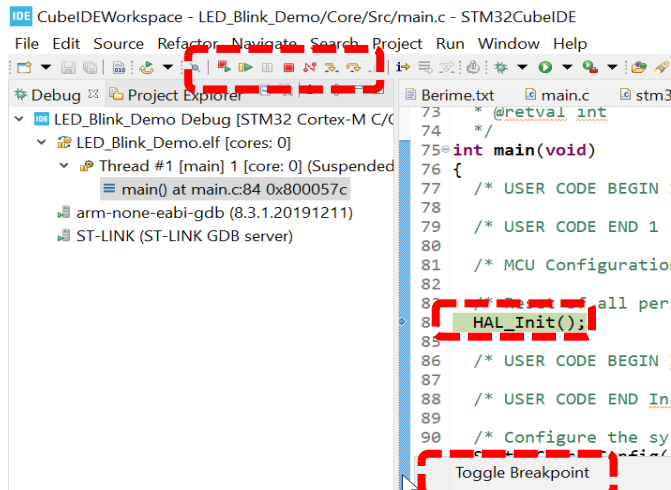 IDE CubeIDEWorkspace - LED_Blink_Demo/Core/Src/main.c - STM32CubeIDE
File Edit Source Refactor Navigate Search Project Run Window Help
Debug Project Explorer
LED_Blink_Demo Debug [STM32 Cortex-M C/C
LED_Blink_Demo.elf [cores: 0]
Thread #1 [main] 1 [core: 0] (Suspended
main() at main.c:84 0x800057c
arm-none-eabi-gdb (8.3.1.20191211)
ST-LINK (ST-LINK GDB server)
Berime.txt main.c stm3
73 * @retval int
74 */
75 int main(void)
76 {
77 /* USER CODE BEGIN
78
79 /* USER CODE END 1
80
81 /* MCU Configuration
82
83 /* Reset of all per
84 HAL_Init();
85
86 /* USER CODE BEGIN
87
88 /* USER CODE END In
89
90 /* Configure the sy
Toggle Breakpoint